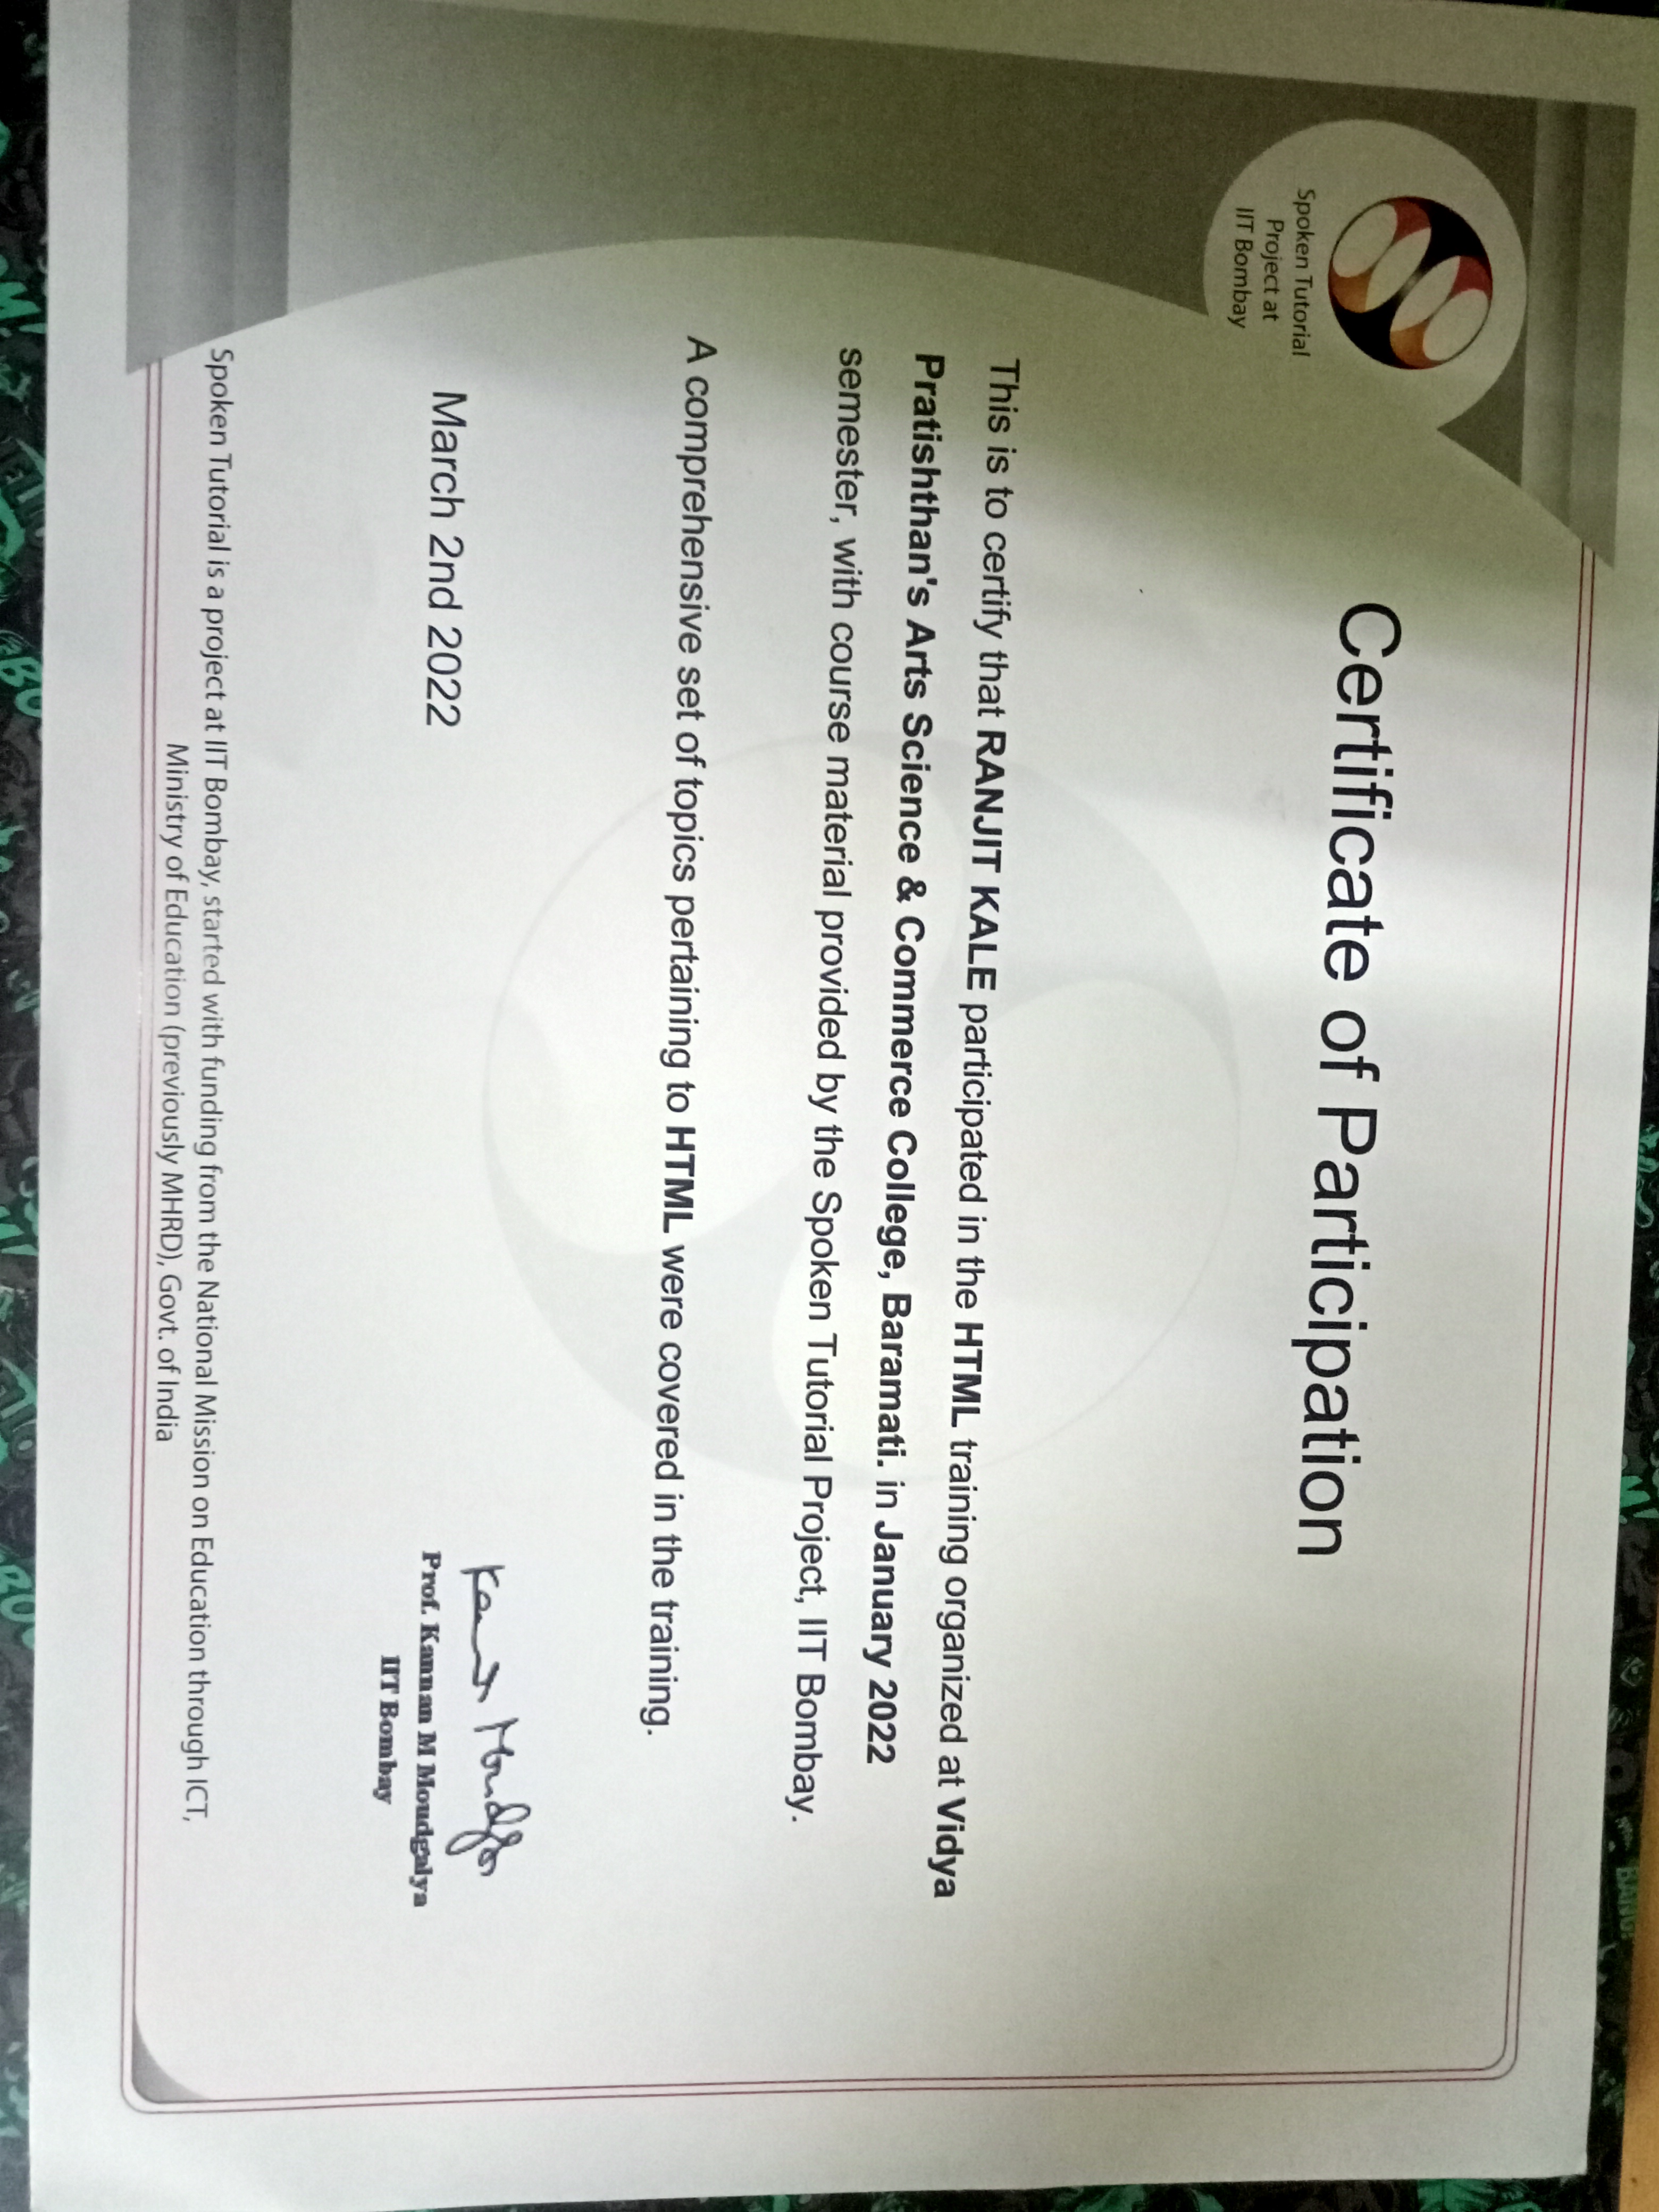 BANG!
Spoken Tutorial
Project at
IIT Bombay
Certificate of Participation
This is to certify that RANJIT KALE participated in the HTML training organized at Vidya
Pratishthan's Arts Science & Commerce College, Baramati. in January 2022
semester, with course material provided by the Spoken Tutorial Project, IIT Bombay.
A comprehensive set of topics pertaining to HTML were covered in the training.
March 2nd 2022
Prof. Kannan M Moudgalya
IIT Bombay
Spoken Tutorial is a project at IIT Bombay, started with funding from the National Mission on Education through ICT,
Ministry of Education (previously MHRD), Govt. of India